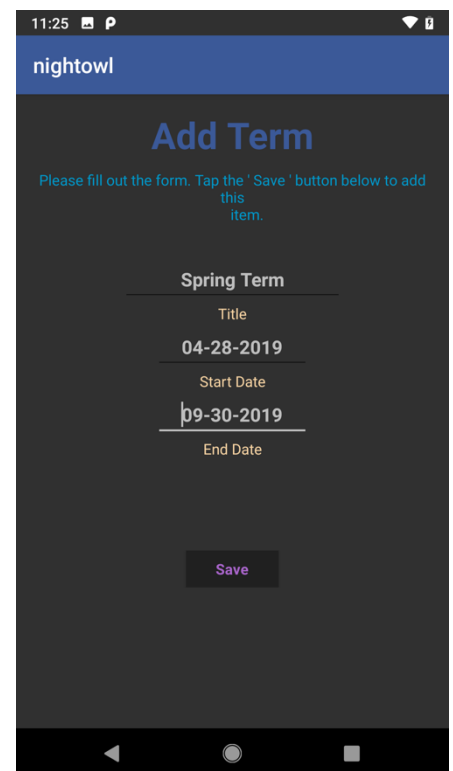 11:25
nightowl
Add Term
Please fill out the form. Tap the ' Save ' button below to add
this
item.
Spring Term
Title
04-28-2019
Start Date
09-30-2019
End Date
Save